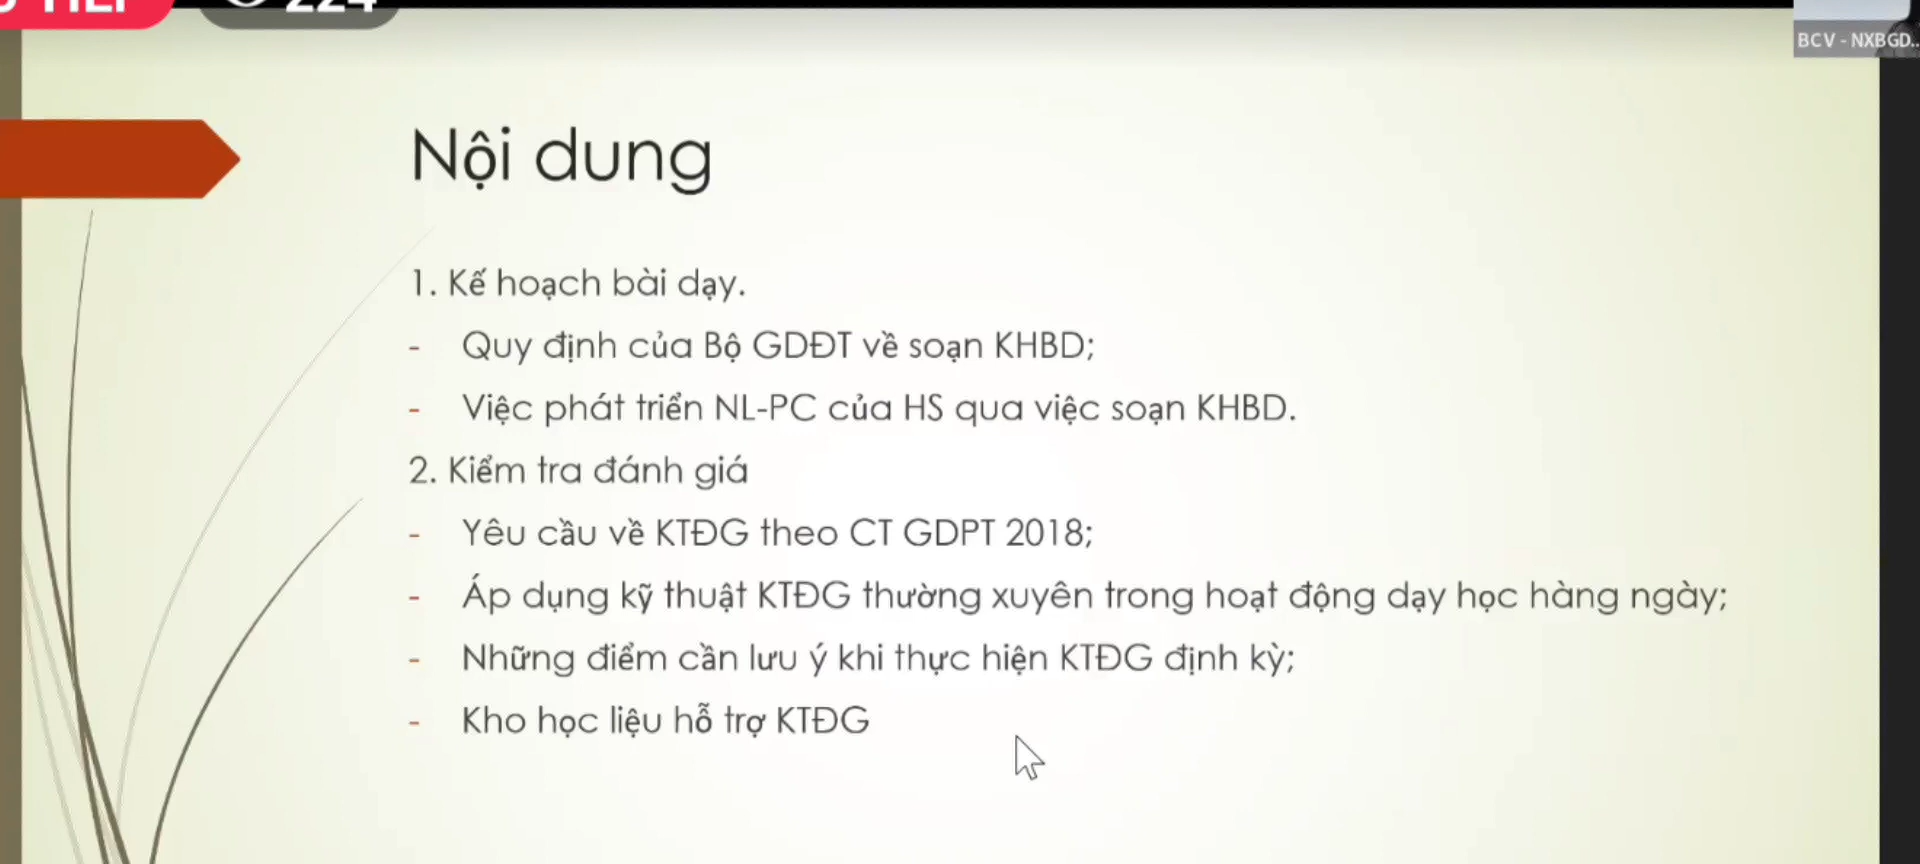 224
BCV - NXBGD...
Nội dung
1. Kế hoạch bài dạy.
- Quy định của Bộ GDĐT về soạn KHBD;
- Việc phát triển NL-PC của HS qua việc soạn KHBD.
2. Kiểm tra đánh giá
- Yêu cầu về KTĐG theo CT GDPT 2018;
- Áp dụng kỹ thuật KTĐG thường xuyên trong hoạt động dạy học hàng ngày;
- Những điểm cần lưu ý khi thực hiện KTĐG định kỳ;
- Kho học liệu hỗ trợ KTĐG